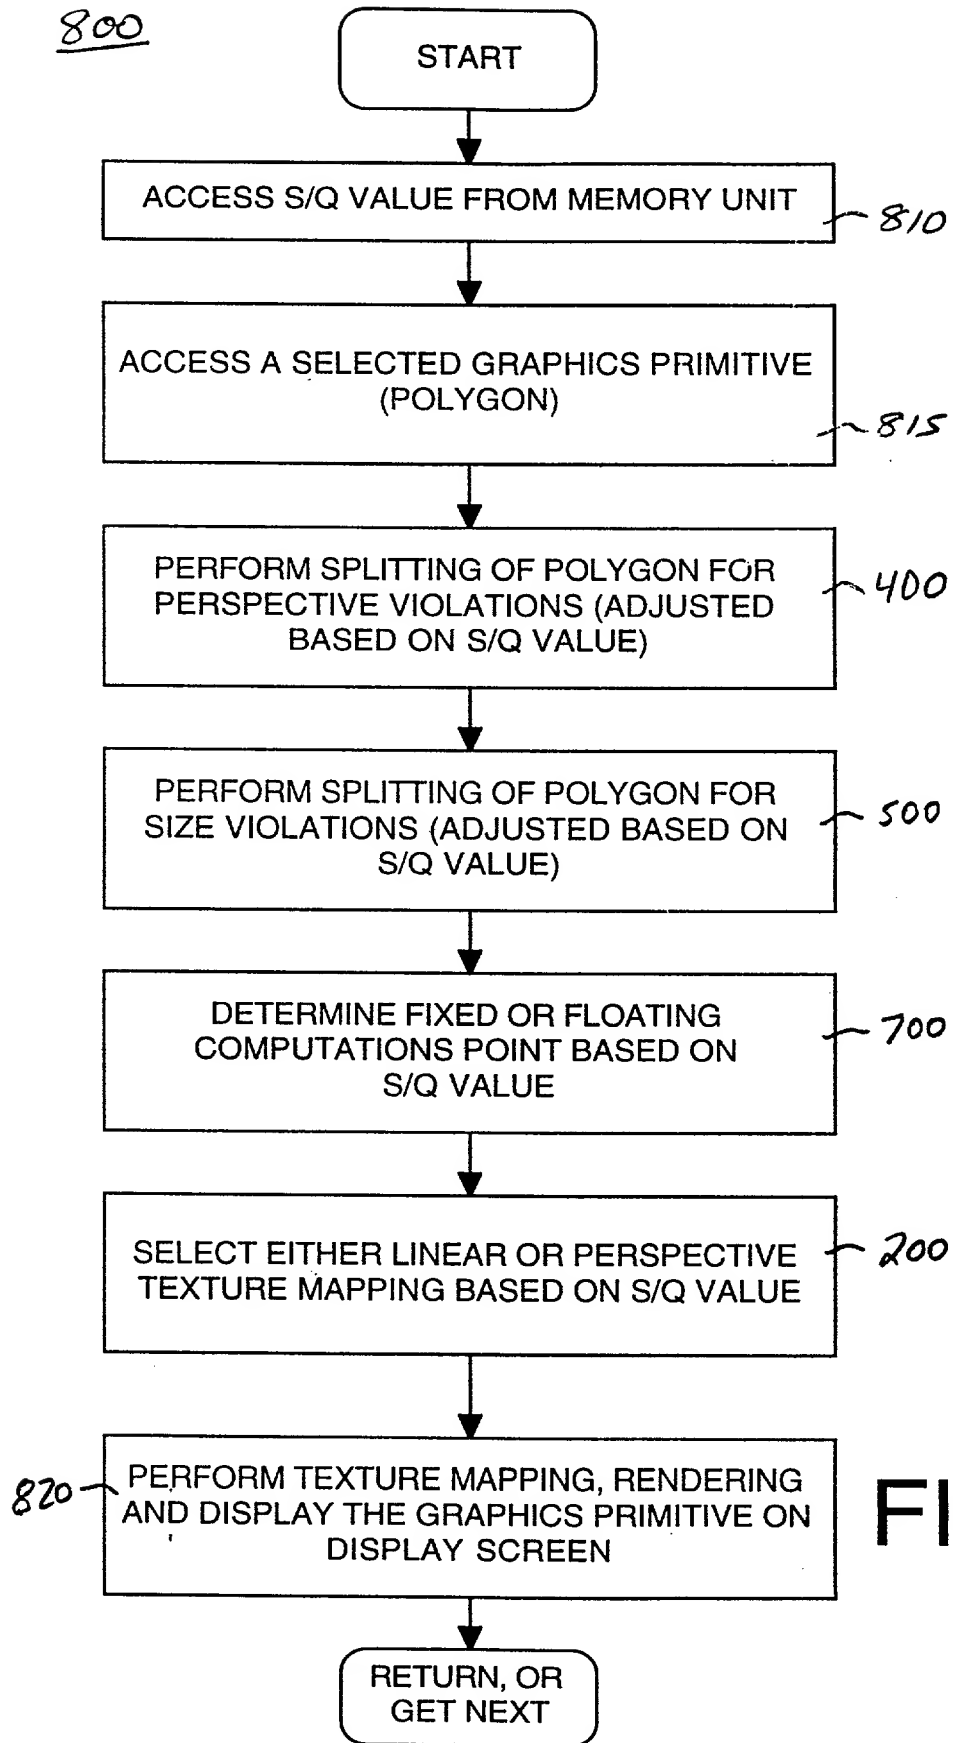 800
START
ACCESS S/Q VALUE FROM MEMORY UNIT
810
ACCESS A SELECTED GRAPHICS PRIMITIVE
(POLYGON)
815
PERFORM SPLITTING OF POLYGON FOR
PERSPECTIVE VIOLATIONS (ADJUSTED
BASED ON S/Q VALUE)
400
PERFORM SPLITTING OF POLYGON FOR
SIZE VIOLATIONS (ADJUSTED BASED ON
S/Q VALUE)
500
DETERMINE FIXED OR FLOATING
COMPUTATIONS POINT BASED ON
S/Q VALUE
700
SELECT EITHER LINEAR OR PERSPECTIVE
TEXTURE MAPPING BASED ON S/Q VALUE
200
820
PERFORM TEXTURE MAPPING, RENDERING
AND DISPLAY THE GRAPHICS PRIMITIVE ON
DISPLAY SCREEN
FI
RETURN, OR
GET NEXT